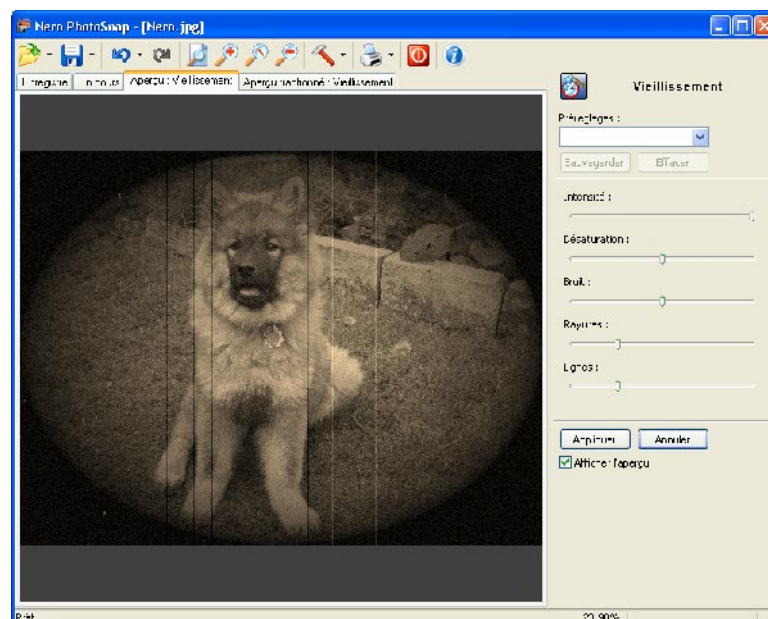 Nero PhotoSnap - [Nero.jpg]
Aperçu : Vieillissement
Aperçu Vieillissement
Vieillissement
Préréglages :
Sauvegarder Effacer
Intensité :
Désaturation :
Bruit :
Rayures :
Lignes :
Appliquer Annuler
Afficher l'aperçu
Prêt